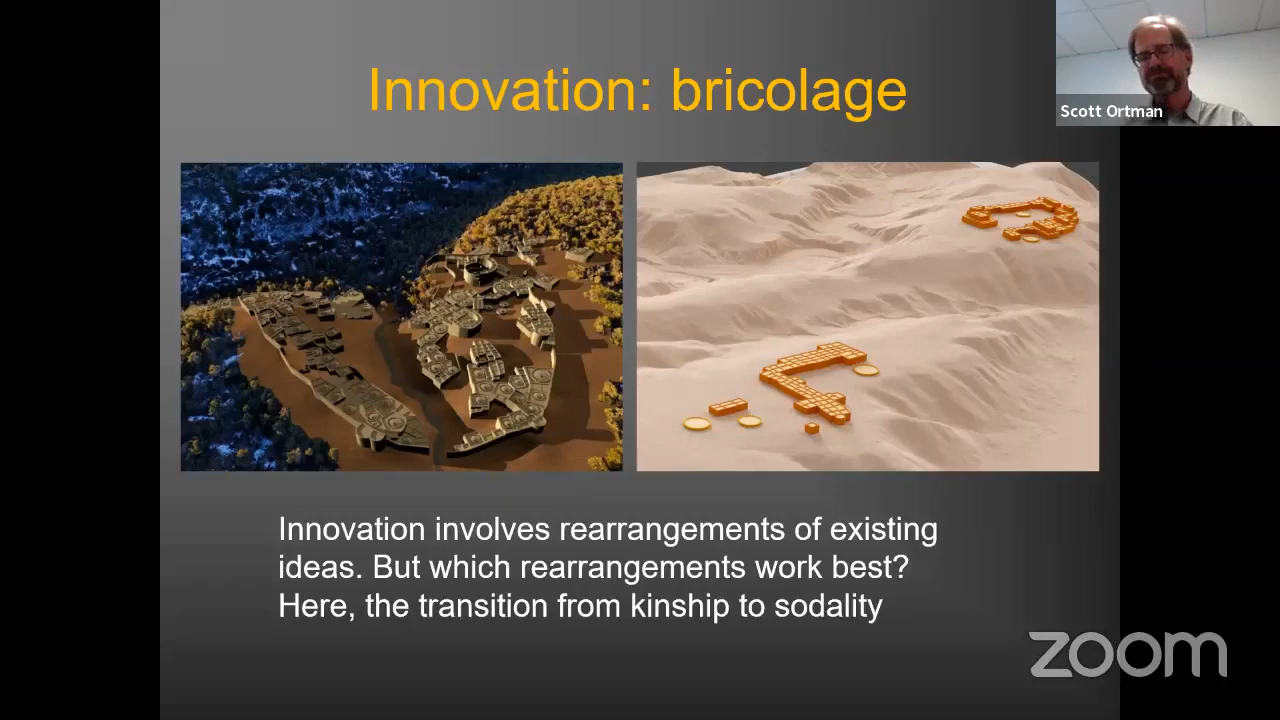 Innovation: bricolage
Scott Ortman
Innovation involves rearrangements of existing
ideas. But which rearrangements work best?
Here, the transition from kinship to sodality
zoom